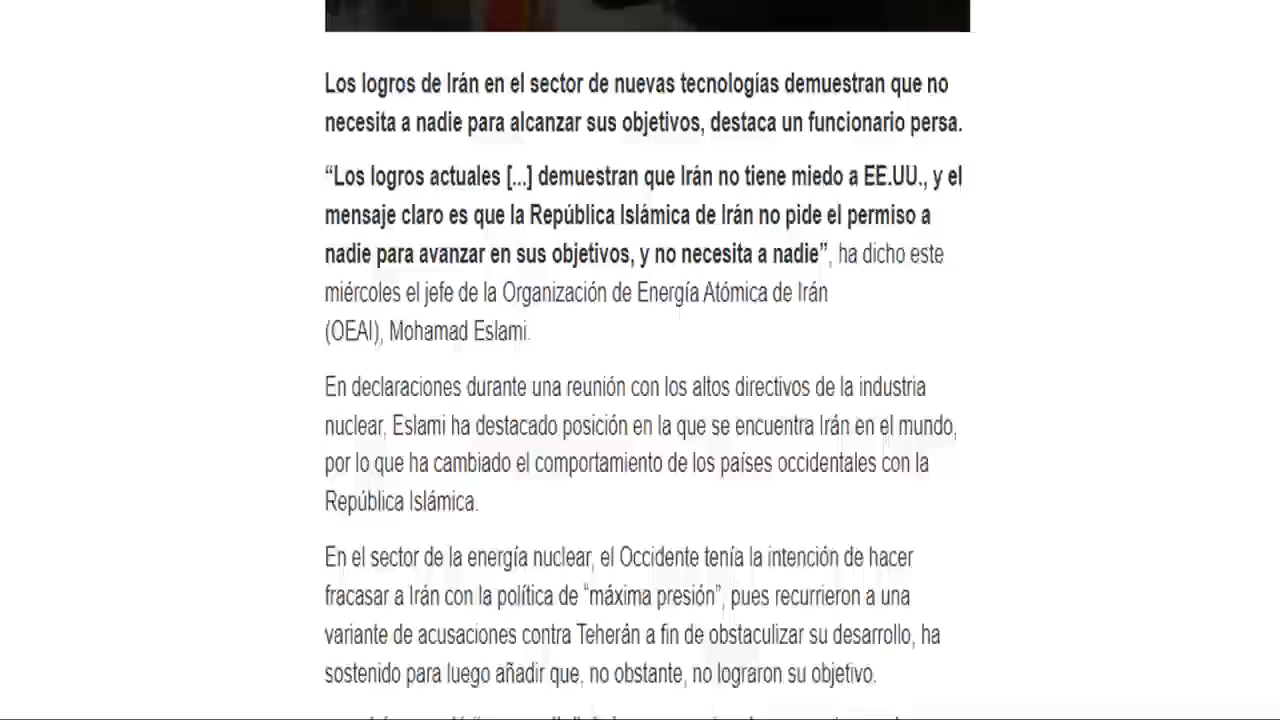 Los logros de Irán en el sector de nuevas tecnologías demuestran que no
necesita a nadie para alcanzar sus objetivos, destaca un funcionario persa.
“Los logros actuales [...] demuestran que Irán no tiene miedo a EE.UU., y el
mensaje claro es que la República Islámica de Irán no pide el permiso a
nadie para avanzar en sus objetivos, y no necesita a nadie”, ha dicho este
miércoles el jefe de la Organización de Energía Atómica de Irán
(OEAI), Mohamad Eslami.
En declaraciones durante una reunión con los altos directivos de la industria
nuclear, Eslami ha destacado posición en la que se encuentra Irán en el mundo,
por lo que ha cambiado el comportamiento de los países occidentales con la
República Islámica.
En el sector de la energía nuclear, el Occidente tenía la intención de hacer
fracasar a Irán con la política de “máxima presión”, pues recurrieron a una
variante de acusaciones contra Teherán a fin de obstaculizar su desarrollo, ha
sostenido para luego añadir que, no obstante, no lograron su objetivo.